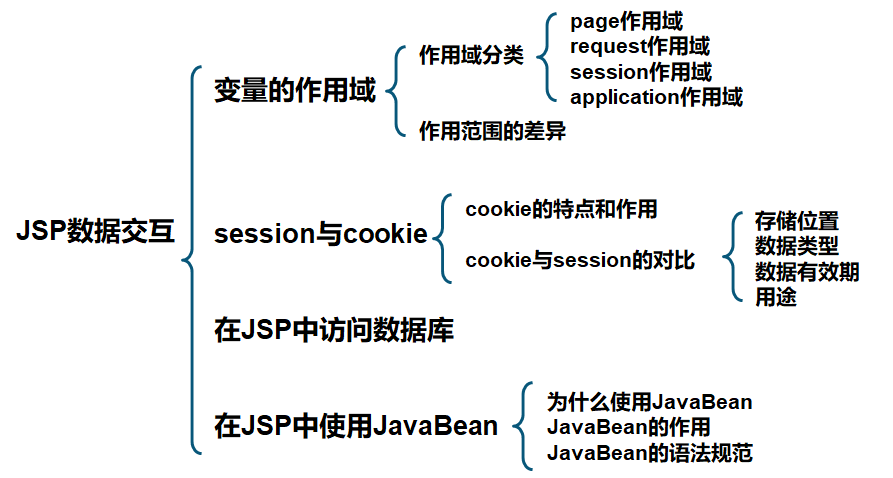 JSP数据交互
变量的作用域
作用域分类
page作用域
request作用域
session作用域
application作用域
作用范围的差异
session与cookie
cookie的特点和作用
cookie与session的对比
存储位置
数据类型
数据有效期
用途
在JSP中访问数据库
在JSP中使用JavaBean
为什么使用JavaBean
JavaBean的作用
JavaBean的语法规范